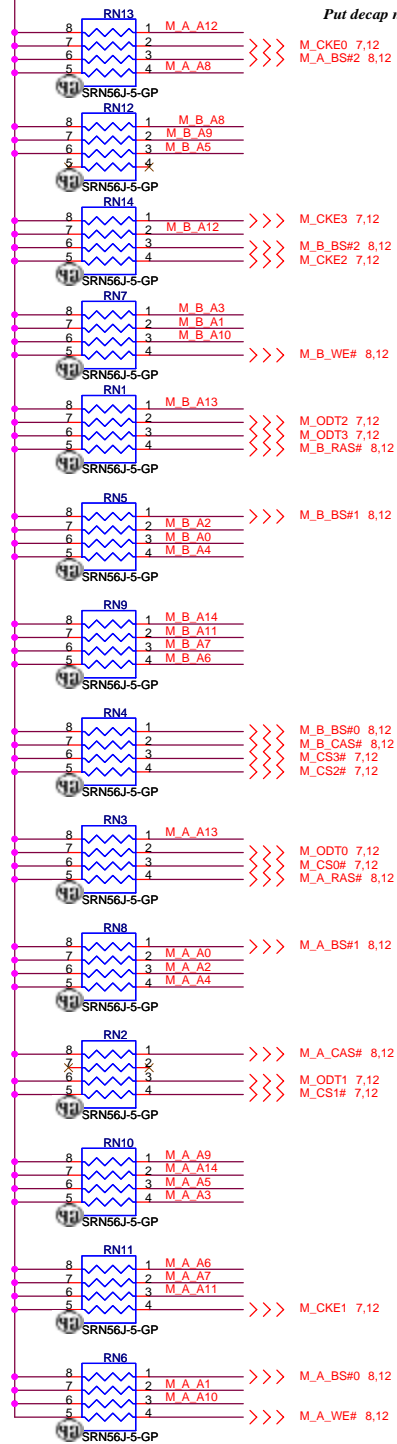 Put decap
RN13
8 1 M_A_A12
7 2 M_CKE0 7,12
6 3 M_A_BS#2 8,12
5 4 M_A_A8
SRN56J-5-GP
RN12
8 1 M_B_A8
7 2 M_B_A9
6 3 M_B_A5
5 4
SRN56J-5-GP
RN14
8 1 M_CKE3 7,12
7 2 M_B_A12
6 3 M_B_BS#2 8,12
5 4 M_CKE2 7,12
SRN56J-5-GP
RN7
8 1 M_B_A3
7 2 M_B_A1
6 3 M_B_A10
5 4 M_B_WE# 8,12
SRN56J-5-GP
RN1
8 1 M_B_A13
7 2 M_ODT2 7,12
6 3 M_ODT3 7,12
5 4 M_B_RAS# 8,12
SRN56J-5-GP
RN5
8 1 M_B_BS#1 8,12
7 2 M_B_A2
6 3 M_B_A0
5 4 M_B_A4
SRN56J-5-GP
RN9
8 1 M_B_A14
7 2 M_B_A11
6 3 M_B_A7
5 4 M_B_A6
SRN56J-5-GP
RN4
8 1 M_B_BS#0 8,12
7 2 M_B_CAS# 8,12
6 3 M_CS3# 7,12
5 4 M_CS2# 7,12
SRN56J-5-GP
RN3
8 1 M_A_A13
7 2 M_ODT0 7,12
6 3 M_CS0# 7,12
5 4 M_A_RAS# 8,12
SRN56J-5-GP
RN8
8 1 M_A_BS#1 8,12
7 2 M_A_A0
6 3 M_A_A2
5 4 M_A_A4
SRN56J-5-GP
RN2
8 1 M_A_CAS# 8,12
7 2
6 3 M_ODT1 7,12
5 4 M_CS1# 7,12
SRN56J-5-GP
RN10
8 1 M_A_A9
7 2 M_A_A14
6 3 M_A_A5
5 4 M_A_A3
SRN56J-5-GP
RN11
8 1 M_A_A6
7 2 M_A_A7
6 3 M_A_A11
5 4 M_CKE1 7,12
SRN56J-5-GP
RN6
8 1 M_A_BS#0 8,12
7 2 M_A_A1
6 3 M_A_A10
5 4 M_A_WE# 8,12
SRN56J-5-GP